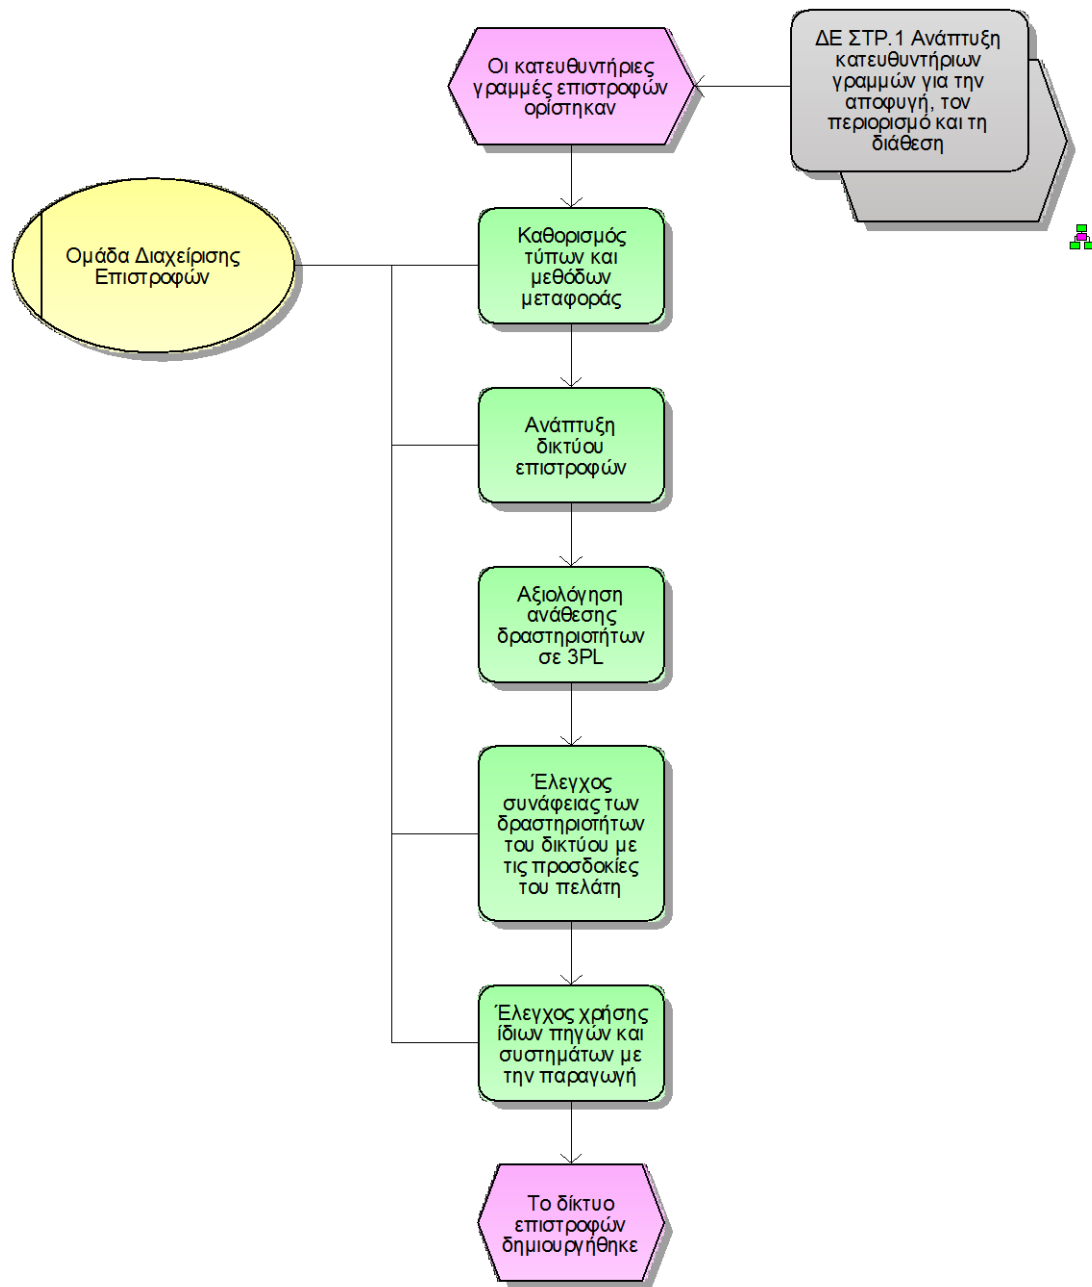 Οι κατευθυντήριες
γραμμές επιστροφών
ορίστηκαν
ΔΕ ΣΤΡ.1 Ανάπτυξη
κατευθυντήριων
γραμμών για την
αποφυγή, τον
περιορισμό και τη
διάθεση
Ομάδα Διαχείρισης
Επιστροφών
Καθορισμός
τύπων και
μεθόδων
μεταφοράς
Ανάπτυξη
δικτύου
επιστροφών
Αξιολόγηση
ανάθεσης
δραστηριοτήτων
σε 3PL
Έλεγχος
συνάφειας των
δραστηριοτήτων
του δικτύου με
τις προσδοκίες
του πελάτη
Έλεγχος χρήσης
ίδιων πηγών και
συστημάτων με
την παραγωγή
Το δίκτυο
επιστροφών
δημιουργήθηκε